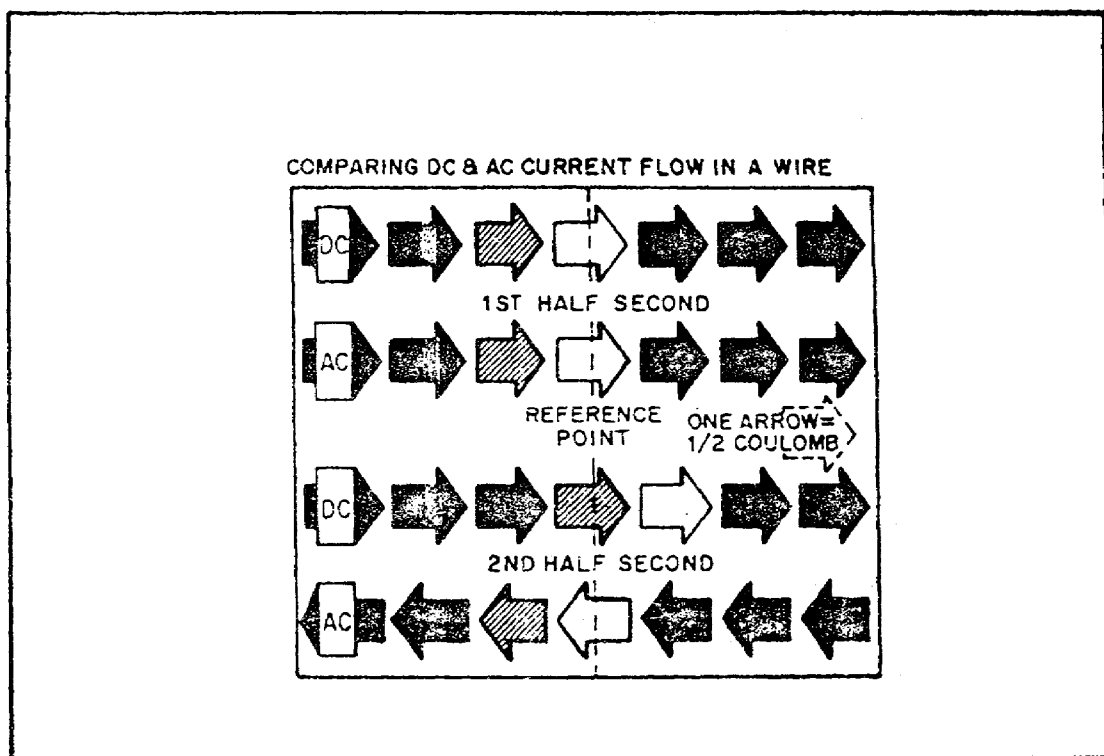 COMPARING DC & AC CURRENT FLOW IN A WIRE
DC
1ST HALF SECOND
AC
REFERENCE
POINT
ONE ARROW=
1/2 COULOMB
DC
2ND HALF SECOND
AC